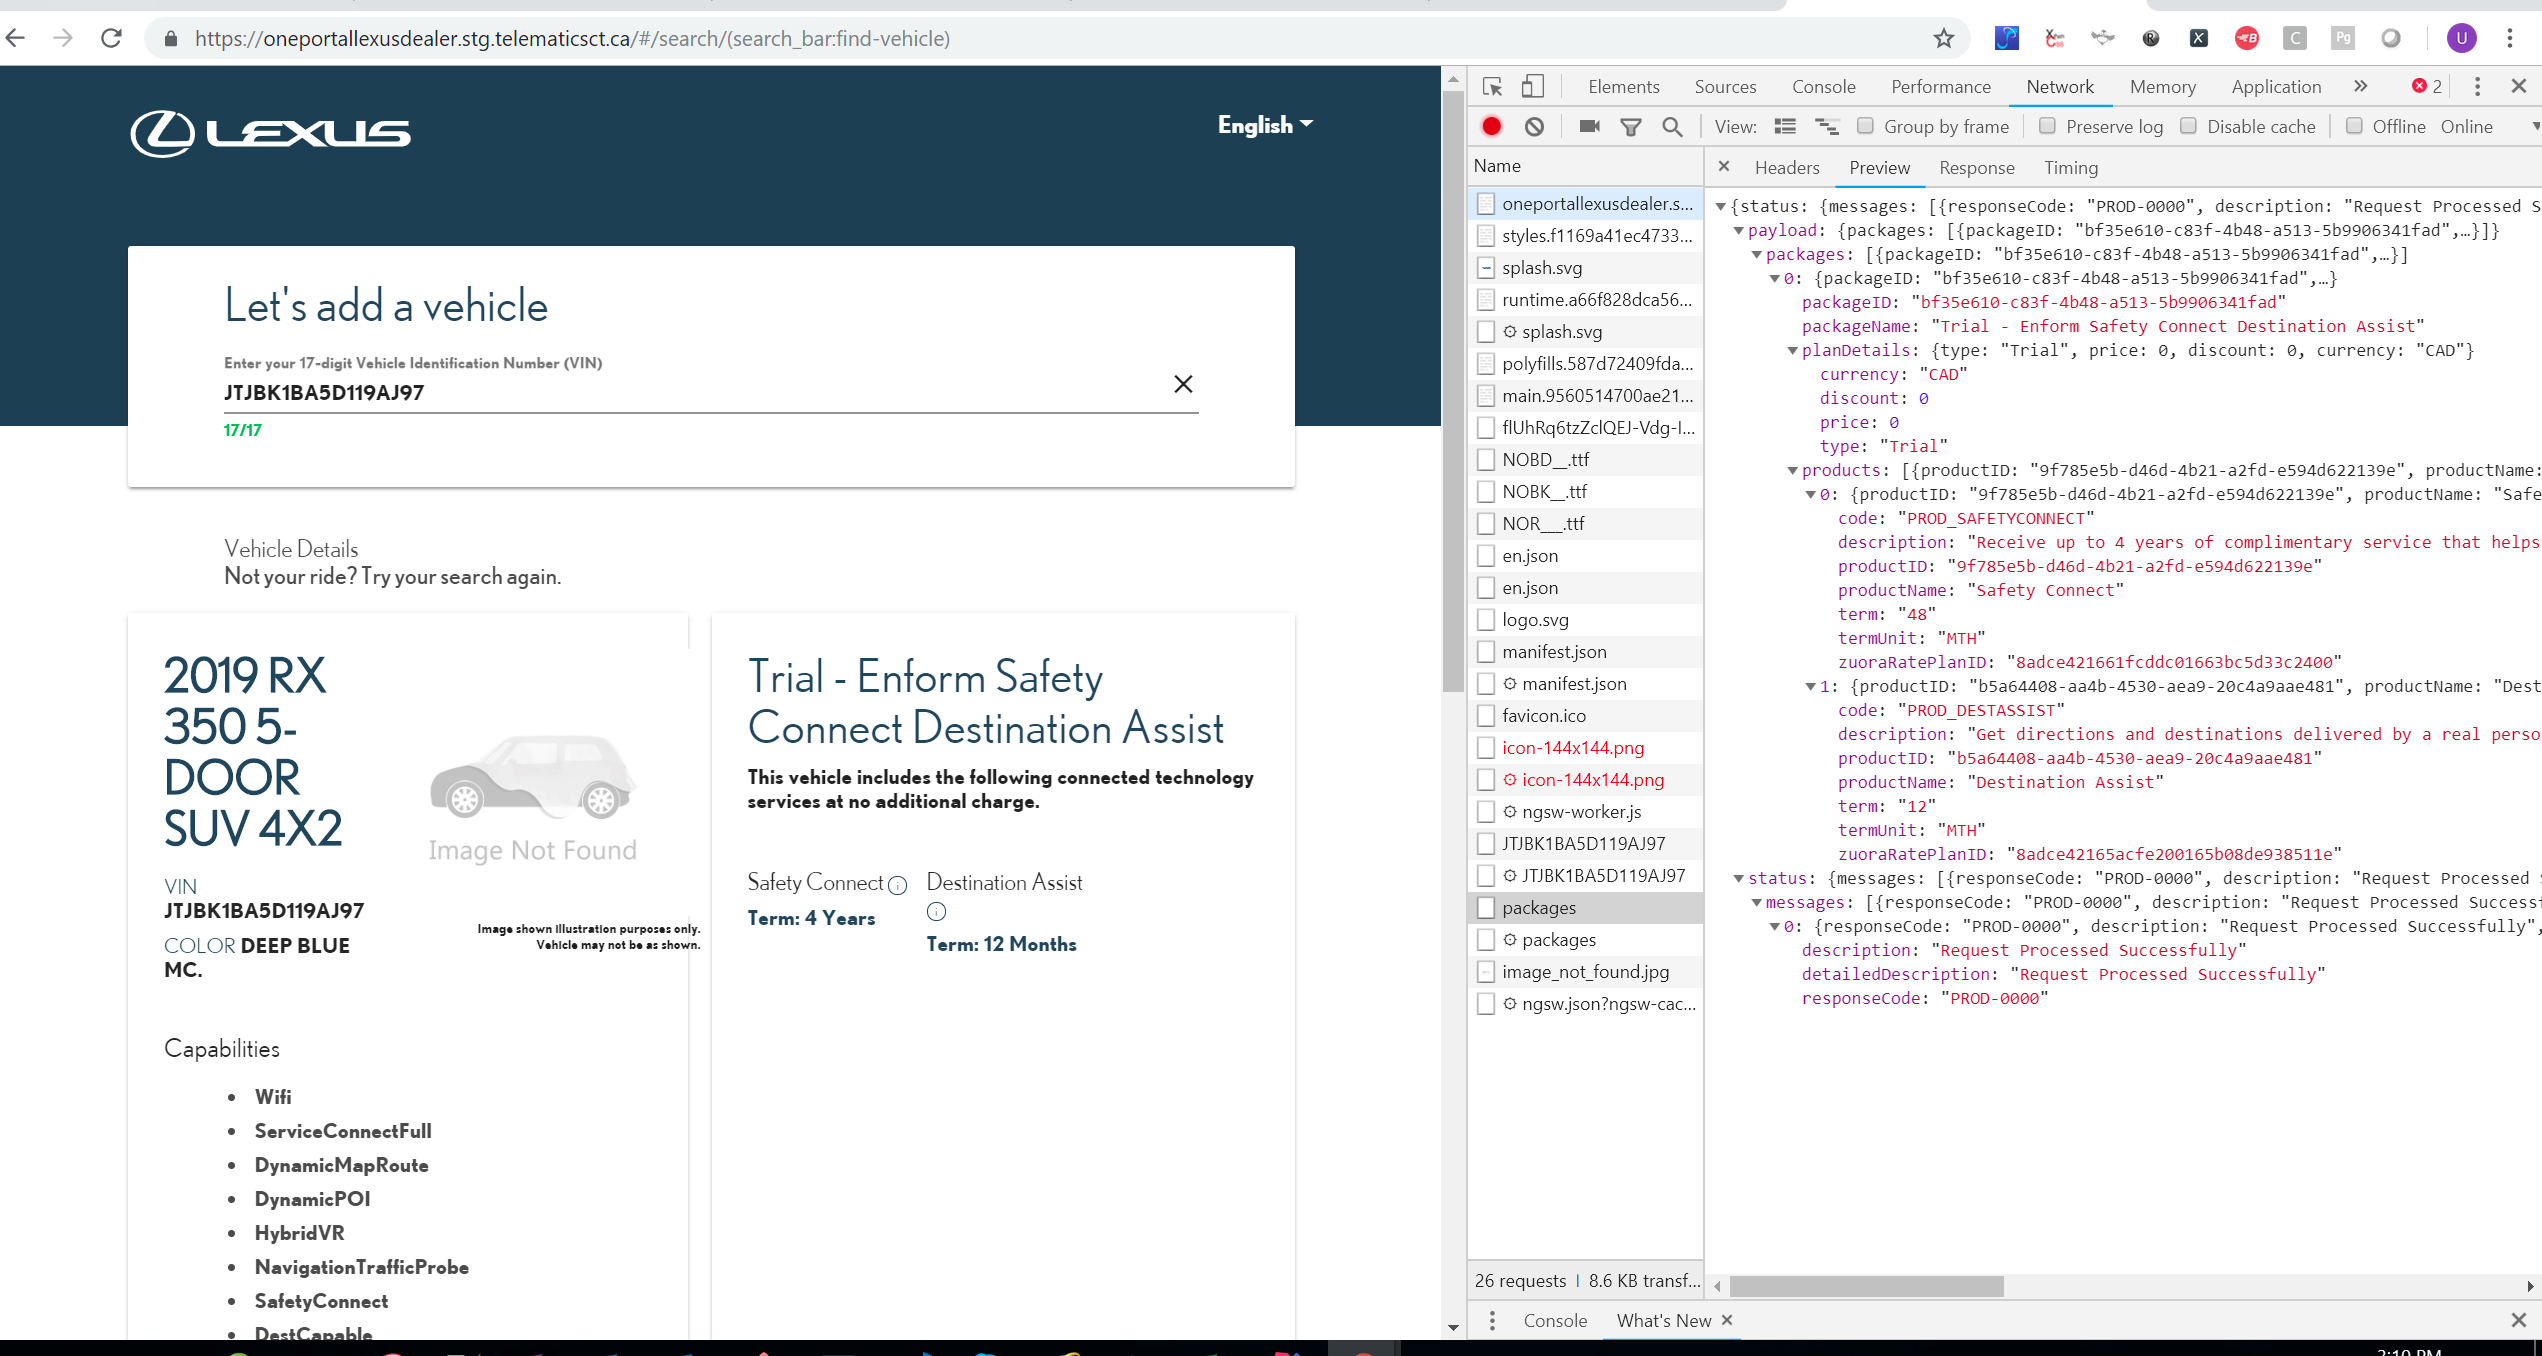 https://oneportallexusdealer.stg.telematicsct.ca/#/search/(search_bar:find-vehicle)
U
LEXUS
English
Let's add a vehicle
Enter your 17-digit Vehicle Identification Number (VIN)
JTJBK1BA5D119AJ97
17/17
Vehicle Details
Not your ride? Try your search again.
2019 RX
350 5-
DOOR
SUV 4X2
Image Not Found
VIN
JTJBK1BA5D119AJ97
COLOR DEEP BLUE
MC.
Image shown illustration purposes only.
Vehicle may not be as shown.
Capabilities
• Wifi
• ServiceConnectFull
• DynamicMapRoute
• DynamicPOI
• HybridVR
• NavigationTrafficProbe
• SafetyConnect
• DestCapable
Trial - Enform Safety
Connect Destination Assist
This vehicle includes the following connected technology
services at no additional charge.
Safety Connect
Term: 4 Years
Destination Assist
Term: 12 Months
Elements Sources Console Performance Network Memory Application » 2
View: Group by frame Preserve log Disable cache Offline Online
Name
oneportallexusdealer.s...
styles.f1169a41ec4733...
splash.svg
runtime.a66f828dca56...
splash.svg
polyfills.587d72409fda...
main.9560514700ae21...
flUhRq6tzZclQEJ-Vdg-I...
NOBD__.ttf
NOBK__.ttf
NOR___.ttf
en.json
en.json
logo.svg
manifest.json
manifest.json
favicon.ico
icon-144x144.png
icon-144x144.png
ngsw-worker.js
JTJBK1BA5D119AJ97
JTJBK1BA5D119AJ97
packages
packages
image_not_found.jpg
ngsw.json?ngsw-cac...
26 requests | 8.6 KB transf...
Headers Preview Response Timing
{status: {messages: [{responseCode: "PROD-0000", description: "Request Processed S
payload: {packages: [{packageID: "bf35e610-c83f-4b48-a513-5b9906341fad",…}]}
packages: [{packageID: "bf35e610-c83f-4b48-a513-5b9906341fad",…}]
0: {packageID: "bf35e610-c83f-4b48-a513-5b9906341fad",…}
packageID: "bf35e610-c83f-4b48-a513-5b9906341fad"
packageName: "Trial - Enform Safety Connect Destination Assist"
planDetails: {type: "Trial", price: 0, discount: 0, currency: "CAD"}
currency: "CAD"
discount: 0
price: 0
type: "Trial"
products: [{productID: "9f785e5b-d46d-4b21-a2fd-e594d622139e", productName:
0: {productID: "9f785e5b-d46d-4b21-a2fd-e594d622139e", productName: "Safe
code: "PROD_SAFETYCONNECT"
description: "Receive up to 4 years of complimentary service that helps
productID: "9f785e5b-d46d-4b21-a2fd-e594d622139e"
productName: "Safety Connect"
term: "48"
termUnit: "MTH"
zuoraRatePlanID: "8adce421661fcddc01663bc5d33c2400"
1: {productID: "b5a64408-aa4b-4530-aea9-20c4a9aae481", productName: "Dest
code: "PROD_DESTASSIST"
description: "Get directions and destinations delivered by a real perso
productID: "b5a64408-aa4b-4530-aea9-20c4a9aae481"
productName: "Destination Assist"
term: "12"
termUnit: "MTH"
zuoraRatePlanID: "8adce42165acfe200165b08de938511e"
status: {messages: [{responseCode: "PROD-0000", description: "Request Processed S
messages: [{responseCode: "PROD-0000", description: "Request Processed Successf
0: {responseCode: "PROD-0000", description: "Request Processed Successfully",
description: "Request Processed Successfully"
detailedDescription: "Request Processed Successfully"
responseCode: "PROD-0000"
Console What's New